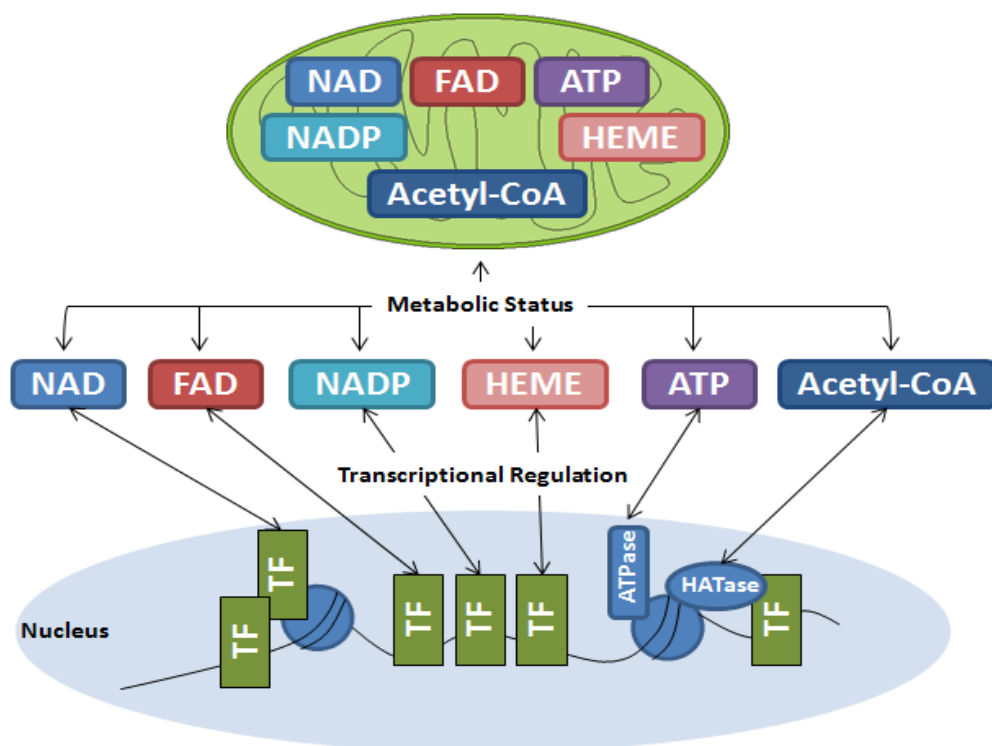 NAD FAD ATP
NADP HEME
Acetyl-CoA
Metabolic Status
NAD FAD NADP HEME ATP Acetyl-CoA
Transcriptional Regulation
Nucleus
TF
TF
TF
TF
TF
ATPase
HATase
TF